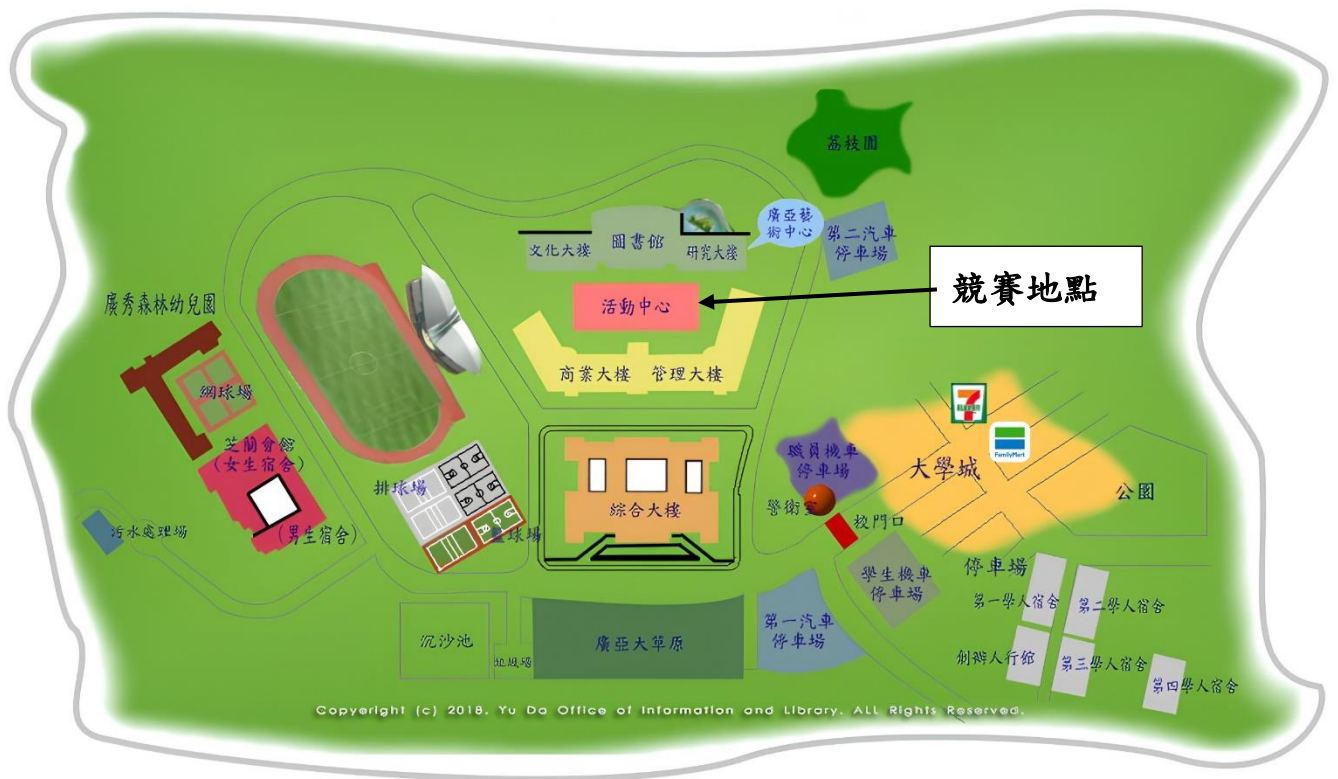 荔枝園
廣亞藝
術中心
文化大樓
圖書館
研究大樓
第二汽車
停車場
競賽地點
活動中心
廣秀森林幼兒園
網球場
商業大樓
管理大樓
7
ELEVEN
FamilyMart
芝蘭會館
(女生宿舍)
(男生宿舍)
排球場
籃球場
綜合大樓
職員機車
停車場
大學城
公園
警衛室
校門口
污水處理場
學生機車
停車場
停車場
第一學人宿舍
第二學人宿舍
沉沙池
垃圾場
廣亞大草原
第一汽車
停車場
創辦人行館
第三學人宿舍
第四學人宿舍
Copyright (c) 2018. Yu Da Office of Information and Library. ALL Rights Reserved.